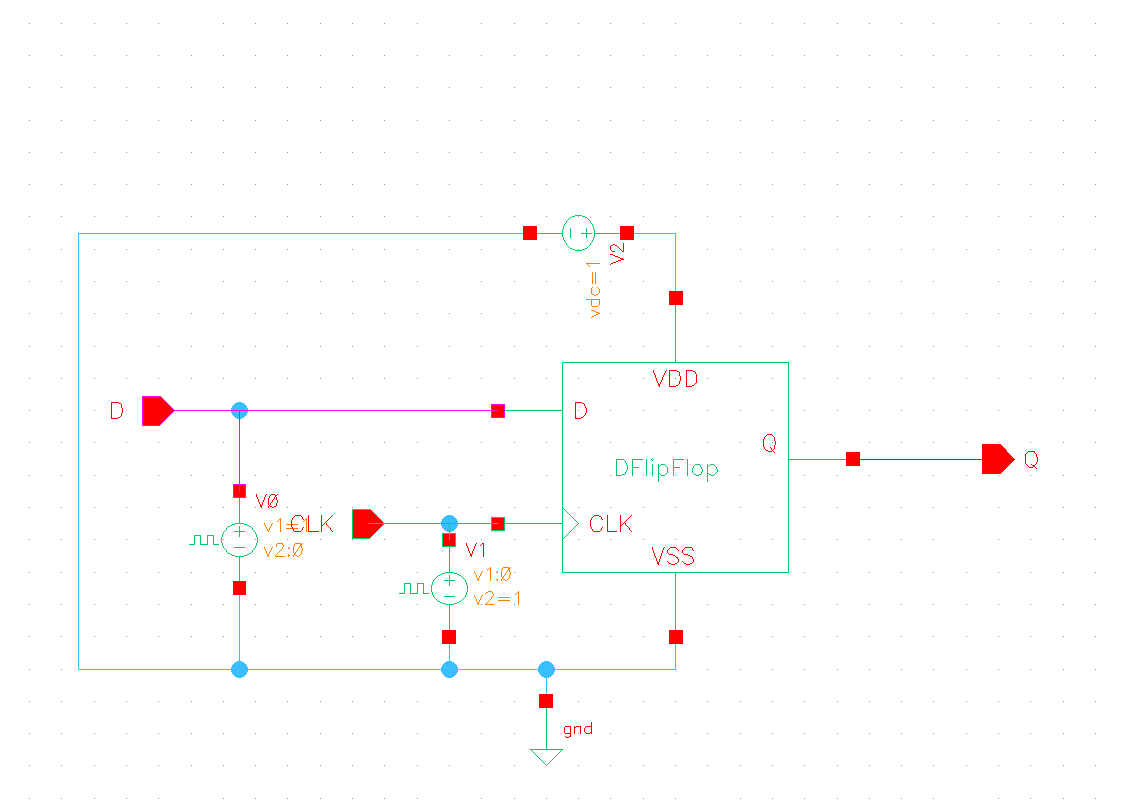 V2
vdc=1
VDD
D
D
Q
DFlipFlop
Q
VØ
v1=1
CLK
CLK
v2:Ø
V1
VSS
v1:Ø
v2=1
gnd